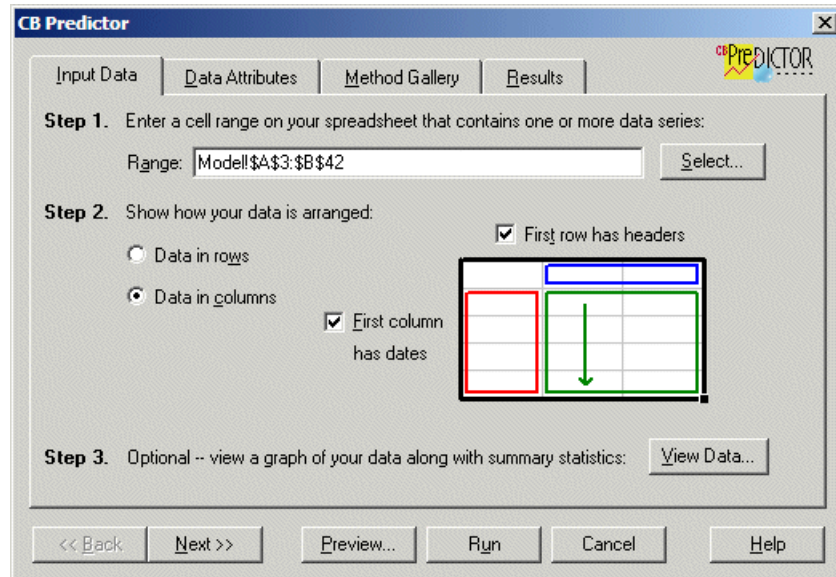 CB Predictor
Input Data Data Attributes Method Gallery Results
CB PREDICTOR
Step 1. Enter a cell range on your spreadsheet that contains one or more data series:
Range: Model!$A$3:$B$42 Select...
Step 2. Show how your data is arranged:
First row has headers
Data in rows
Data in columns
First column
has dates
Step 3. Optional -- view a graph of your data along with summary statistics: View Data...
<< Back Next >> Preview... Run Cancel Help